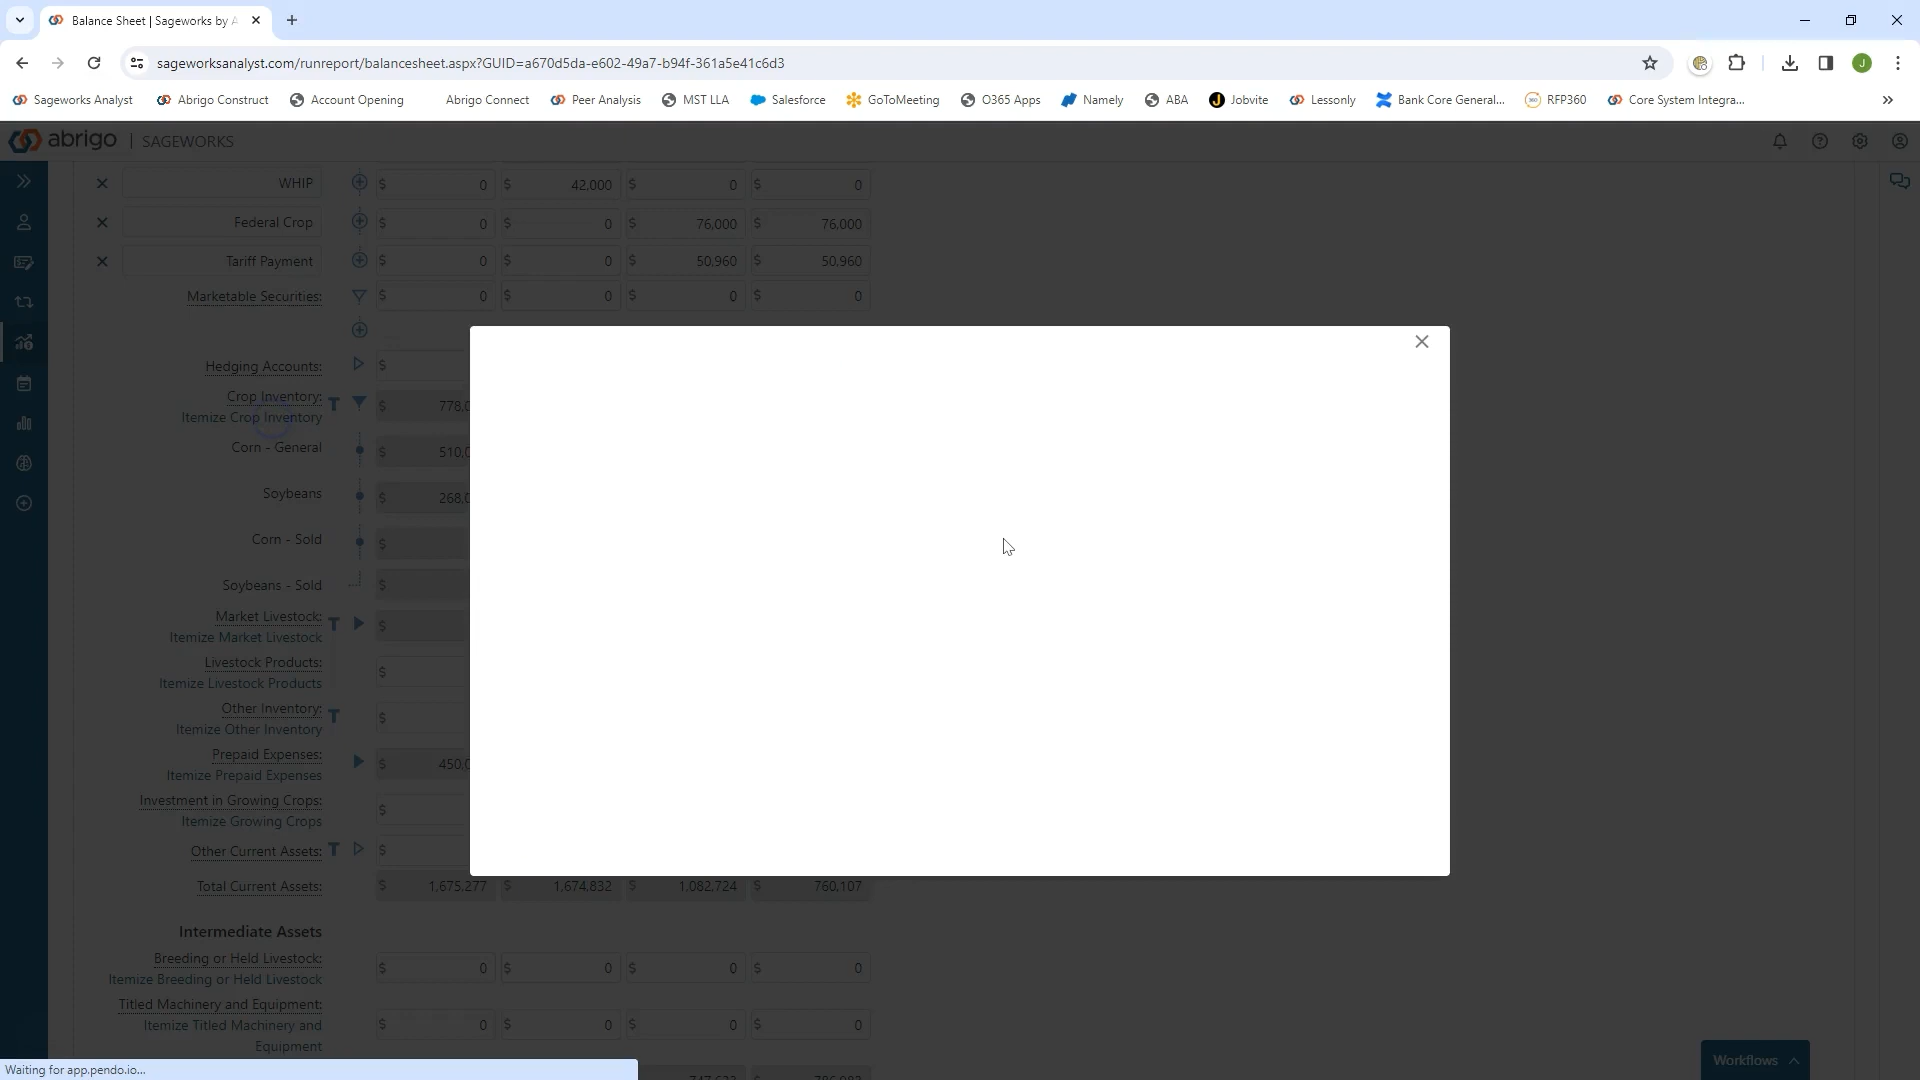 Balance Sheet | Sageworks by A
sageworksanalyst.com/runreport/balancesheet.aspx?GUID=a670d5da-e602-49a7-b94f-361a5e41c6d3
J
Sageworks Analyst
Abrigo Construct
Account Opening
Abrigo Connect
Peer Analysis
MST LLA
Salesforce
GoToMeeting
O365 Apps
Namely
ABA
Jobvite
Lessonly
Bank Core General...
RFP360
Core System Integra...
abrigo | SAGEWORKS
WHIP $ 0 $ 42,000 $ 0 $ 0
Federal Crop $ 0 $ 0 $ 76,000 $ 76,000
Tariff Payment $ 0 $ 0 $ 50,960 $ 50,960
Marketable Securities: $ 0 $ 0 $ 0 $ 0
Hedging Accounts: $
Crop Inventory: T $ 778,0
Itemize Crop Inventory
Corn - General $ 510,0
Soybeans $ 268,0
Corn - Sold $
Soybeans - Sold $
Market Livestock: T $
Itemize Market Livestock
Livestock Products: $
Itemize Livestock Products
Other Inventory: T $
Itemize Other Inventory
Prepaid Expenses: $ 450,0
Itemize Prepaid Expenses
Investment in Growing Crops: $
Itemize Growing Crops
Other Current Assets: T $
Total Current Assets: $ 1,675,277 $ 1,674,832 $ 1,082,724 $ 760,107
Intermediate Assets
Breeding or Held Livestock: $ 0 $ 0 $ 0 $ 0
Itemize Breeding or Held Livestock
Titled Machinery and Equipment: $ 0 $ 0 $ 0 $ 0
Itemize Titled Machinery and
Equipment
Waiting for app.pendo.io...
Workflows